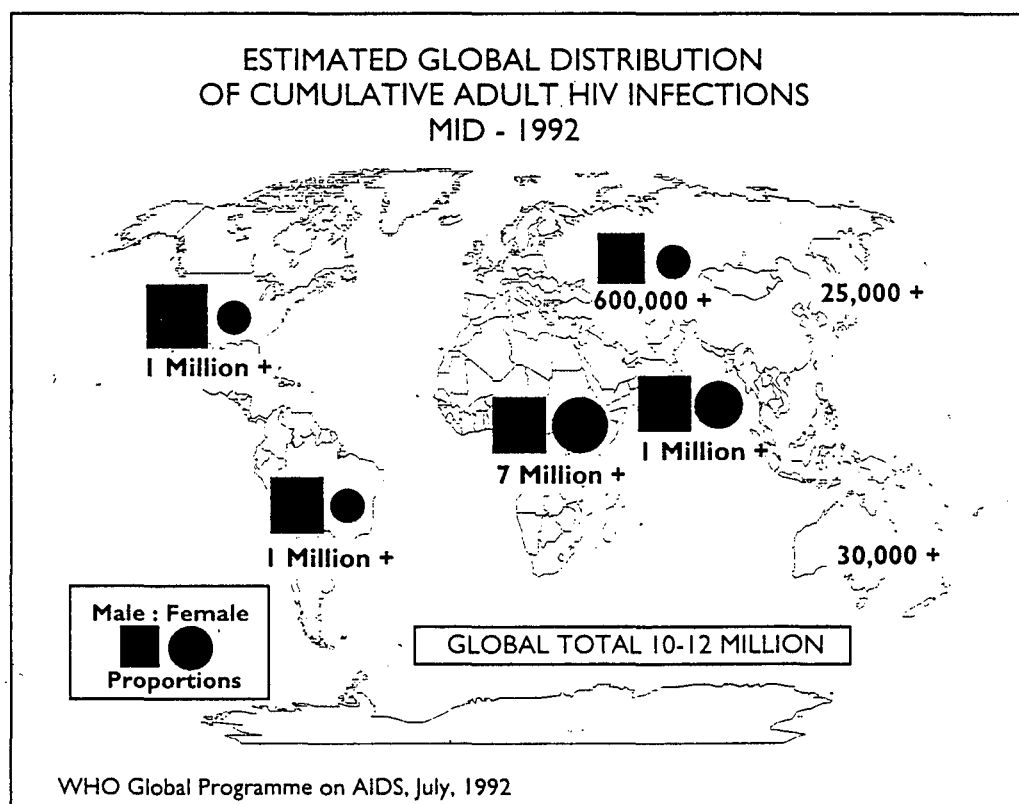 ESTIMATED GLOBAL DISTRIBUTION
OF CUMULATIVE ADULT HIV INFECTIONS
MID - 1992
600,000 +
25,000 +
1 Million +
1 Million +
7 Million +
1 Million +
30,000 +
Male : Female
Proportions
GLOBAL TOTAL 10-12 MILLION
WHO Global Programme on AIDS, July, 1992